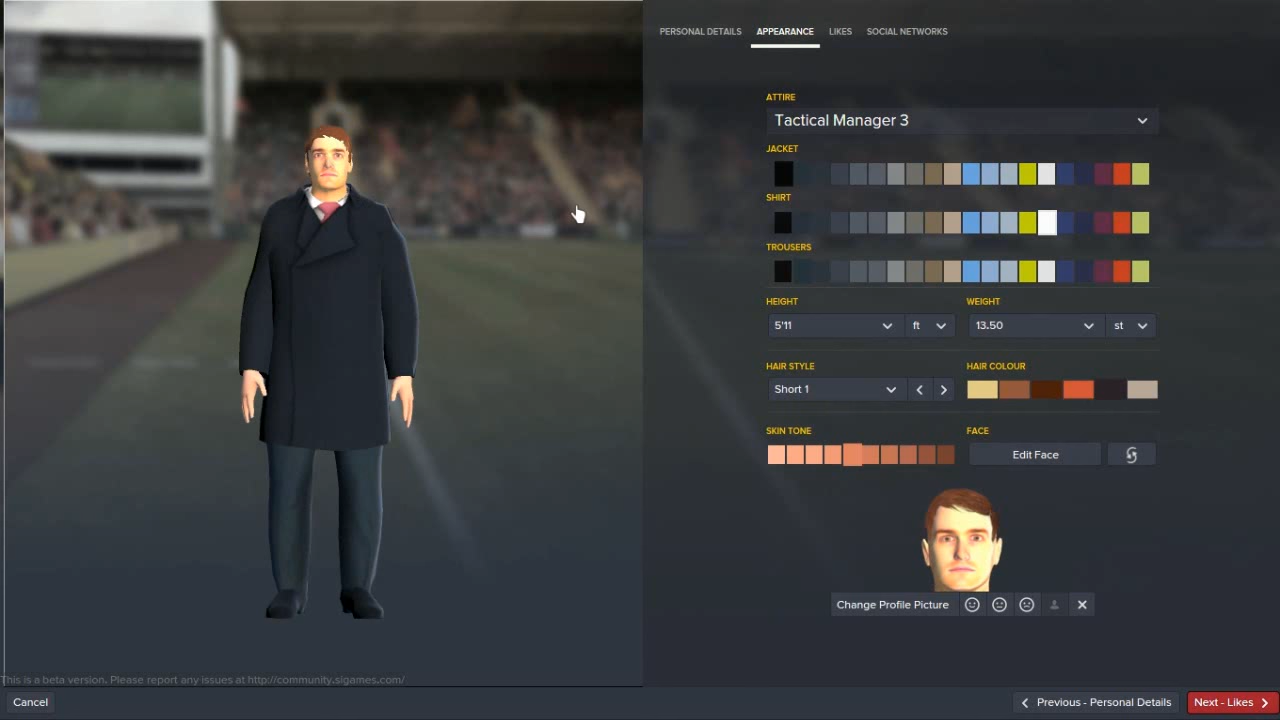 PERSONAL DETAILS APPEARANCE LIKES SOCIAL NETWORKS
ATTIRE
Tactical Manager 3
JACKET
SHIRT
TROUSERS
HEIGHT WEIGHT
5'11 ft 13.50 st
HAIR STYLE HAIR COLOUR
Short 1
SKIN TONE FACE
Edit Face
Change Profile Picture
This is a beta version. Please report any issues at http://community.sigames.com/
Cancel Previous - Personal Details Next - Likes